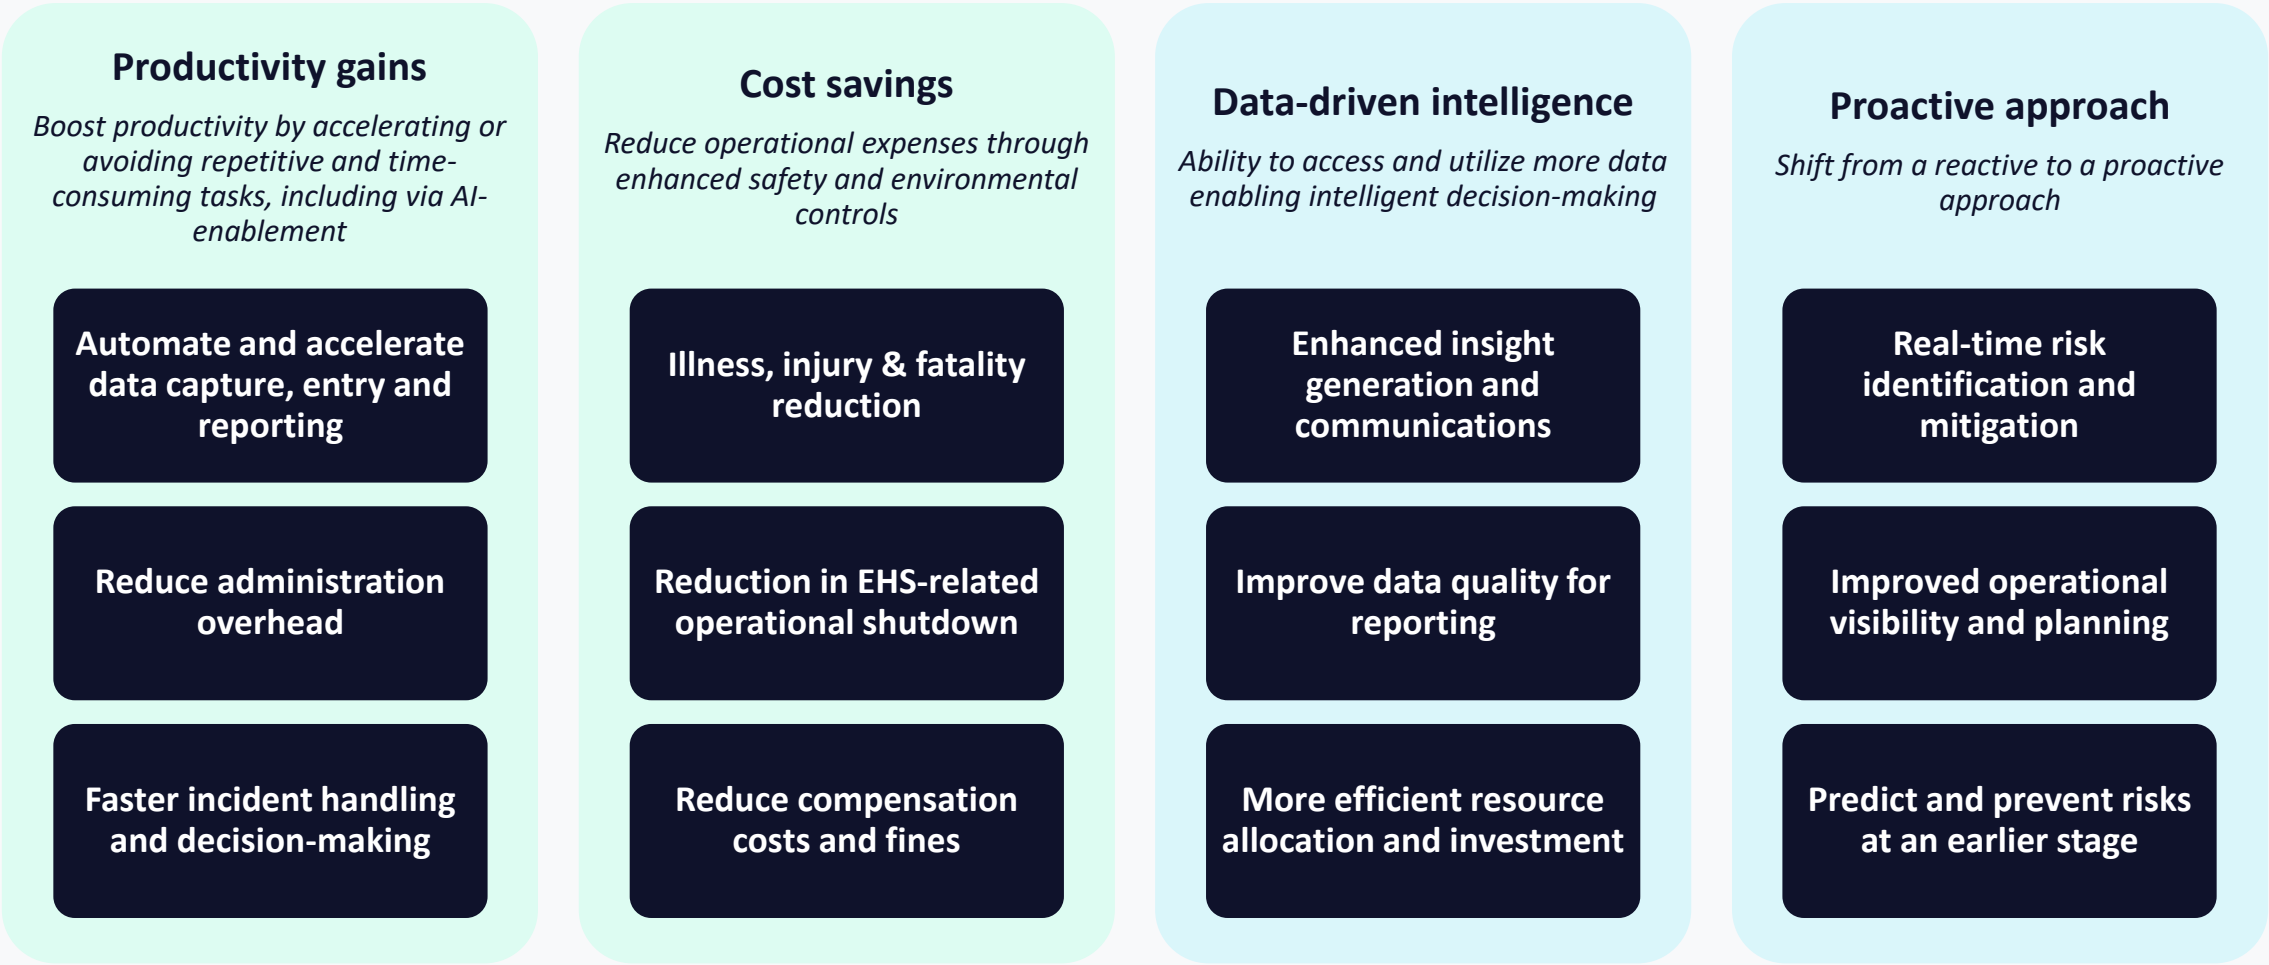 Productivity gains
Boost productivity by accelerating or
avoiding repetitive and time-
consuming tasks, including via AI-
enablement
Automate and accelerate
data capture, entry and
reporting
Reduce administration
overhead
Faster incident handling
and decision-making
Cost savings
Reduce operational expenses through
enhanced safety and environmental
controls
Illness, injury & fatality
reduction
Reduction in EHS-related
operational shutdown
Reduce compensation
costs and fines
Data-driven intelligence
Ability to access and utilize more data
enabling intelligent decision-making
Enhanced insight
generation and
communications
Improve data quality for
reporting
More efficient resource
allocation and investment
Proactive approach
Shift from a reactive to a proactive
approach
Real-time risk
identification and
mitigation
Improved operational
visibility and planning
Predict and prevent risks
at an earlier stage